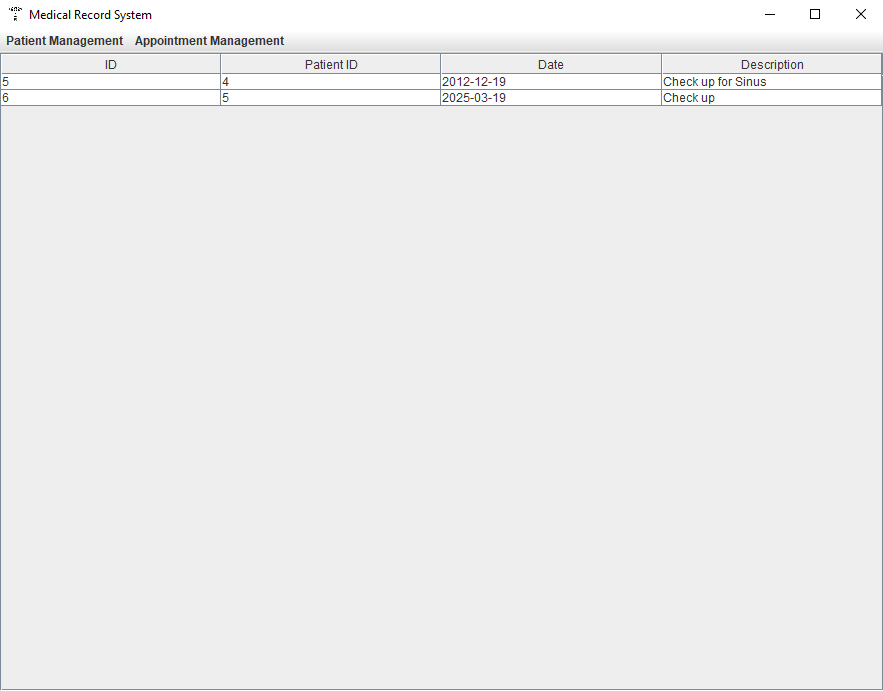 Medical Record System
Patient Management Appointment Management
ID Patient ID Date Description
5 4 2012-12-19 Check up for Sinus
6 5 2025-03-19 Check up